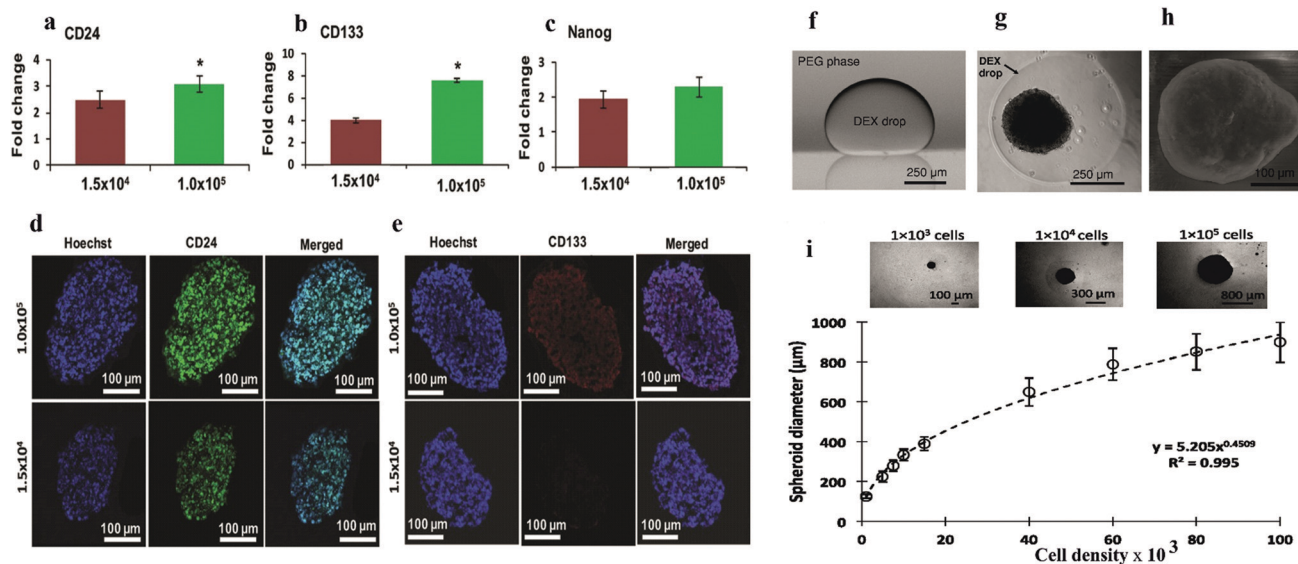 a
CD24
Fold change
4
3
2
1
0
*
1.5x10⁴
1.0x10⁵
b
CD133
Fold change
10
8
6
4
2
0
*
1.5x10⁴
1.0x10⁵
c
Nanog
Fold change
2
1
0
1.5x10⁴
1.0x10⁵
d
Hoechst
CD24
Merged
1.0x10⁵
100 µm
100 µm
100 µm
1.5x10⁴
100 µm
100 µm
100 µm
e
Hoechst
CD133
Merged
100 µm
100 µm
100 µm
100 µm
100 µm
100 µm
f
PEG phase
DEX drop
250 µm
g
DEX
drop
250 µm
h
100 µm
i
1×10³ cells
1×10⁴ cells
1×10⁵ cells
100 µm
300 µm
800 µm
Spheroid diameter (µm)
1000
800
600
400
200
0
y = 5.205x^0.4509
R² = 0.995
0
20
40
60
80
100
Cell density x 10³